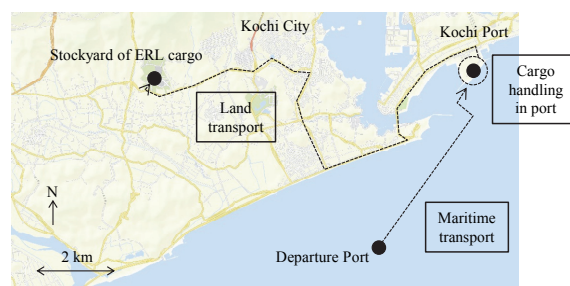 Kochi City
Kochi Port
Stockyard of ERL cargo
Cargo
handling
in port
Land
transport
N
Maritime
transport
2 km
Departure Port